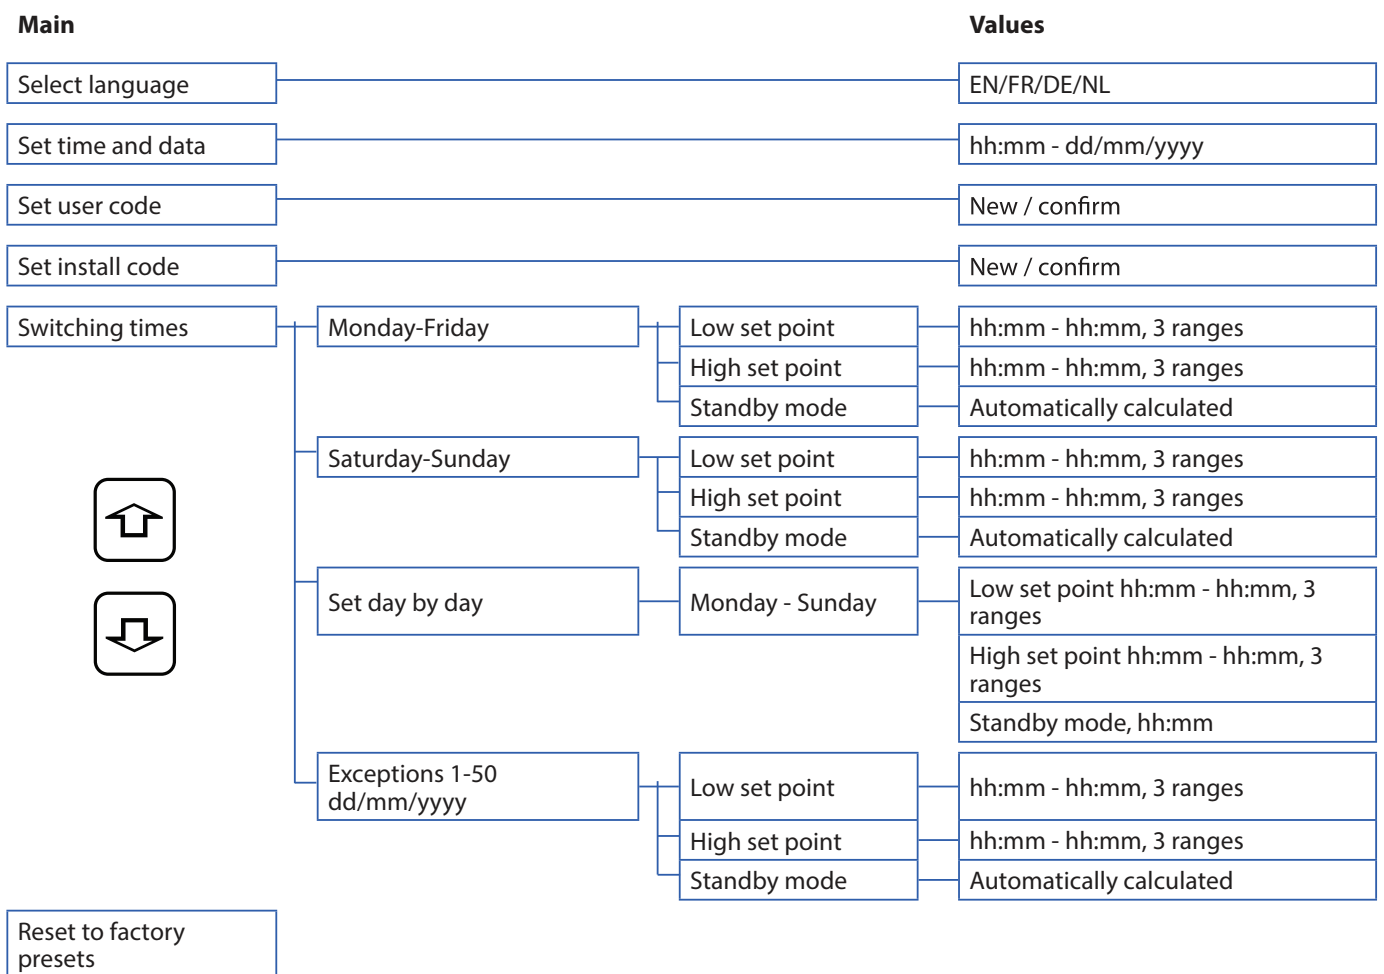 Main
Values
Select language
EN/FR/DE/NL
Set time and data
hh:mm - dd/mm/yyyy
Set user code
New / confirm
Set install code
New / confirm
Switching times
Monday-Friday
Low set point
hh:mm - hh:mm, 3 ranges
High set point
hh:mm - hh:mm, 3 ranges
Standby mode
Automatically calculated
Saturday-Sunday
Low set point
hh:mm - hh:mm, 3 ranges
High set point
hh:mm - hh:mm, 3 ranges
Standby mode
Automatically calculated
Set day by day
Monday - Sunday
Low set point hh:mm - hh:mm, 3
ranges
High set point hh:mm - hh:mm, 3
ranges
Standby mode, hh:mm
Exceptions 1-50
dd/mm/yyyy
Low set point
hh:mm - hh:mm, 3 ranges
High set point
hh:mm - hh:mm, 3 ranges
Standby mode
Automatically calculated
Reset to factory
presets